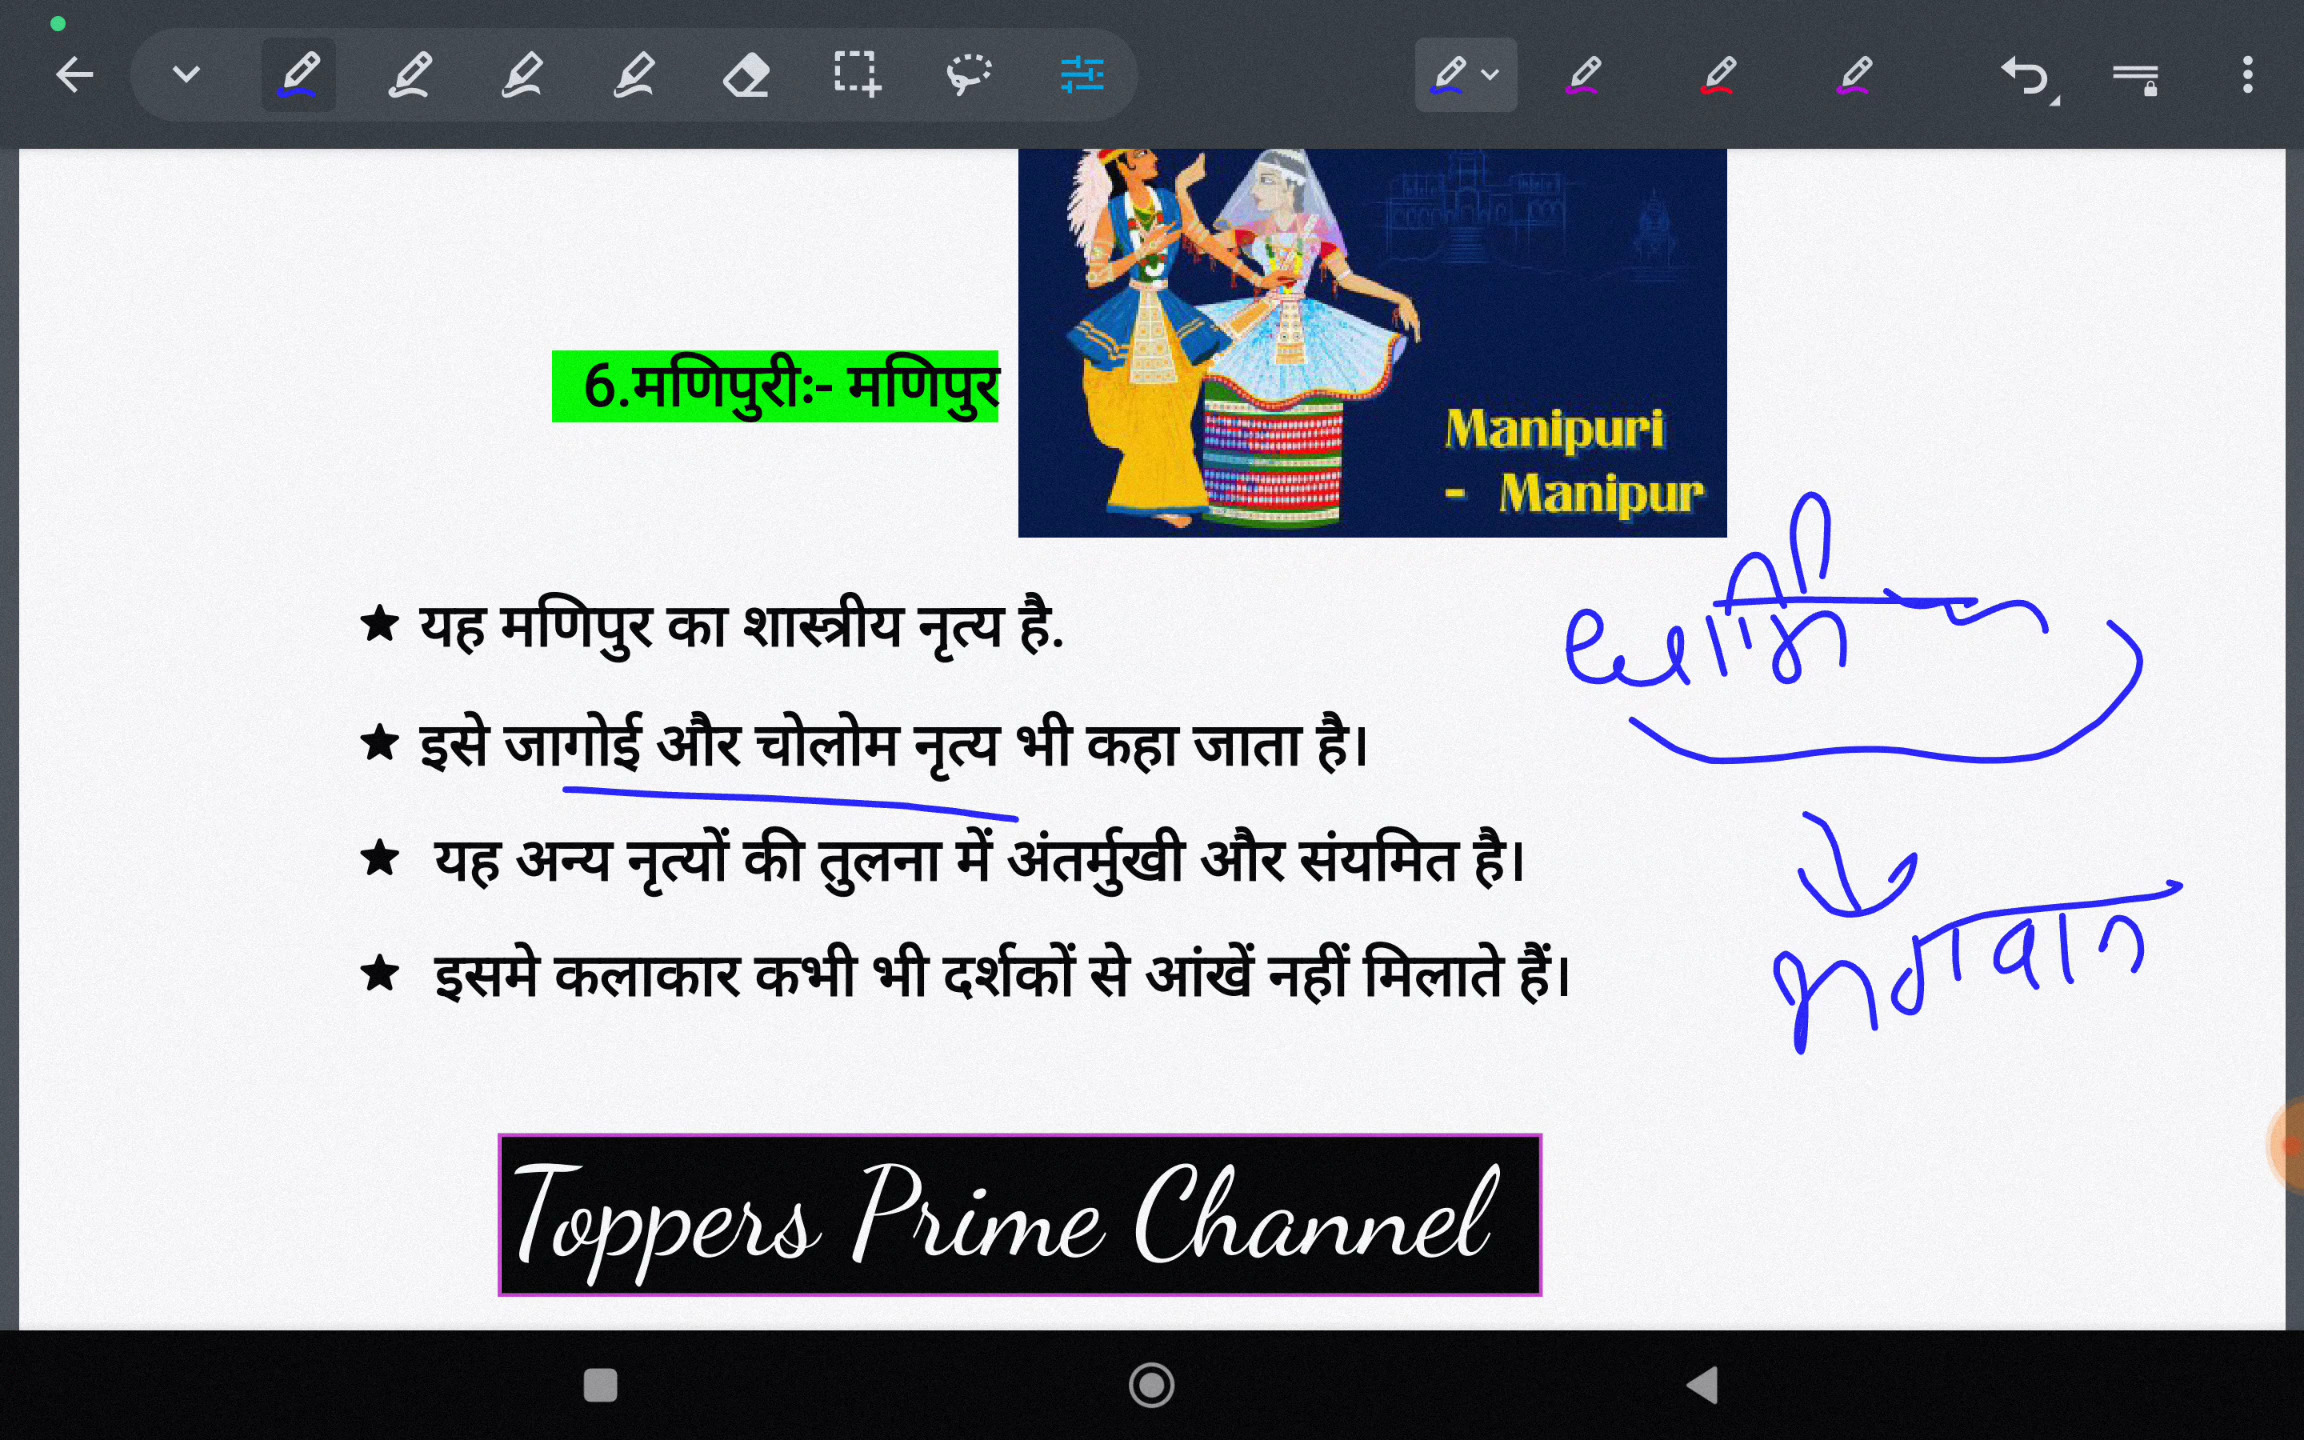 Manipuri
- Manipur
6.मणिपुरीः- मणिपुर
★ यह मणिपुर का शास्त्रीय नृत्य है.
★ इसे जागोई और चोलोम नृत्य भी कहा जाता है।
★ यह अन्य नृत्यों की तुलना में अंतर्मुखी और संयमित है।
★ इसमे कलाकार कभी भी दर्शकों से आंखें नहीं मिलाते हैं।
भगवान
Toppers Prime Channel